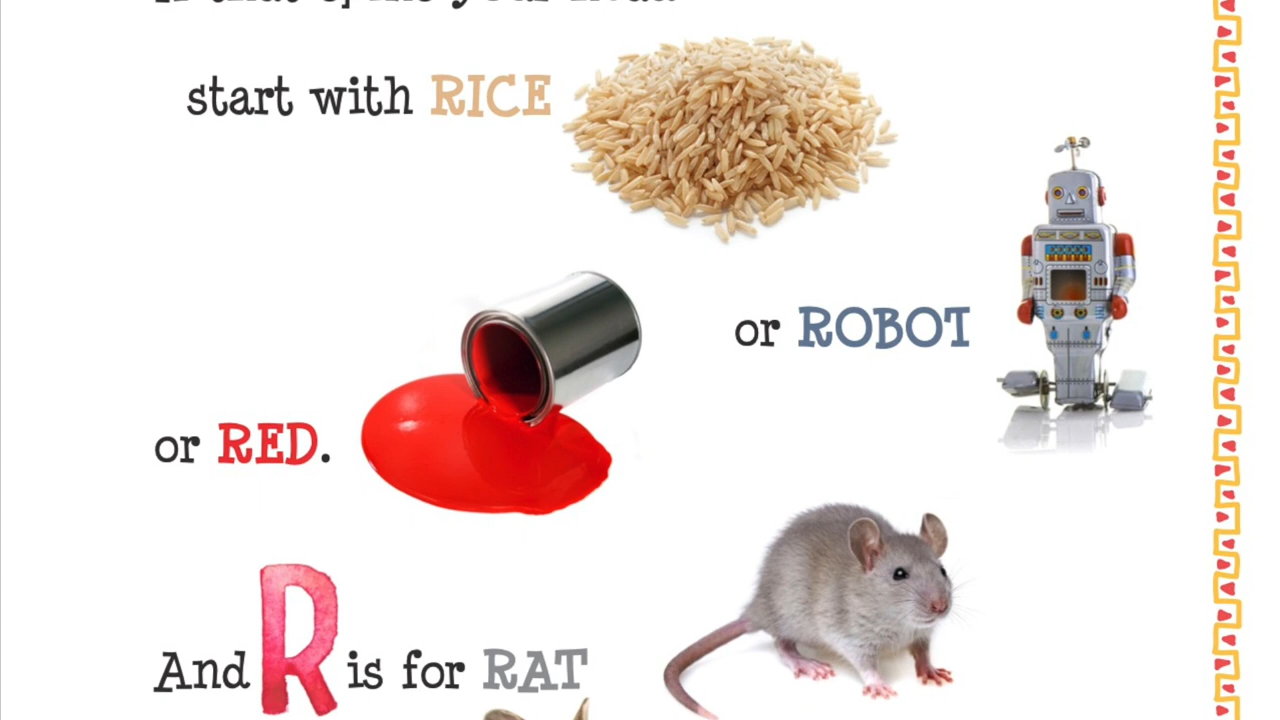 start with RICE
or ROBOT
or RED.
And R is for RAT